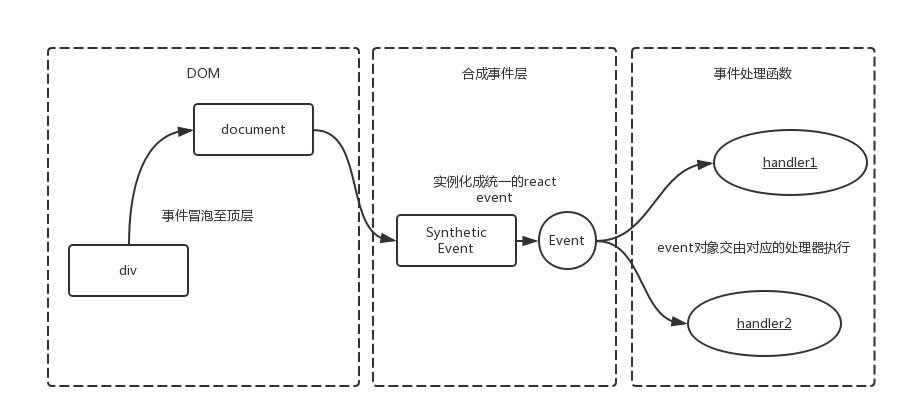 DOM
document
事件冒泡至顶层
div
合成事件层
实例化成统一的react
event
Synthetic
Event
Event
事件处理函数
handler1
event对象交由对应的处理器执行
handler2